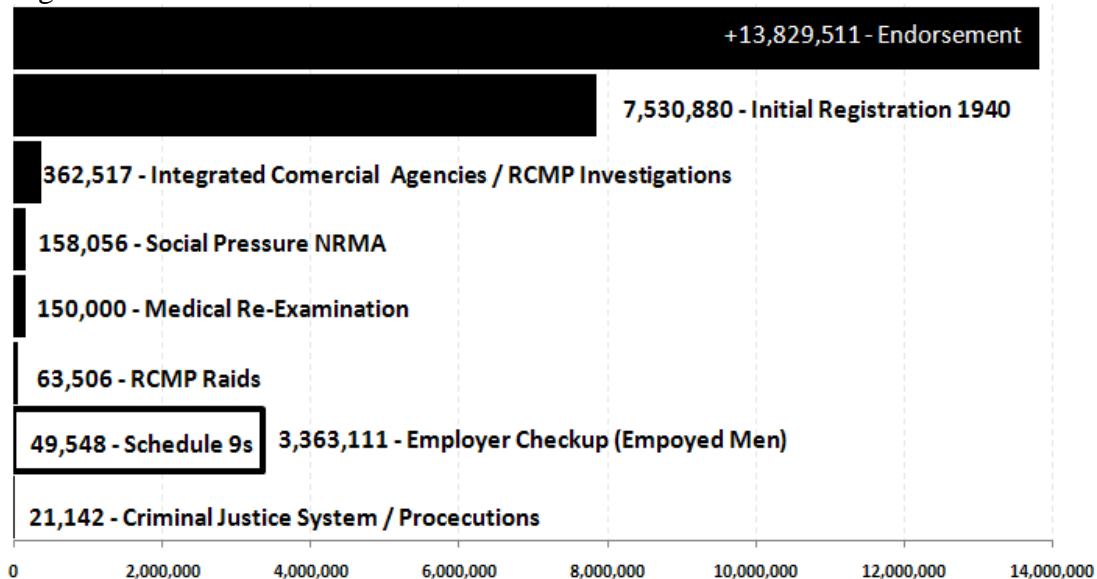 +13,829,511 - Endorsement
7,530,880 - Initial Registration 1940
362,517 - Integrated Comercial Agencies / RCMP Investigations
158,056 - Social Pressure NRMA
150,000 - Medical Re-Examination
63,506 - RCMP Raids
49,548 - Schedule 9s 3,363,111 - Employer Checkup (Empoyed Men)
21,142 - Criminal Justice System / Procecutions
0 2,000,000 4,000,000 6,000,000 8,000,000 10,000,000 12,000,000 14,000,000